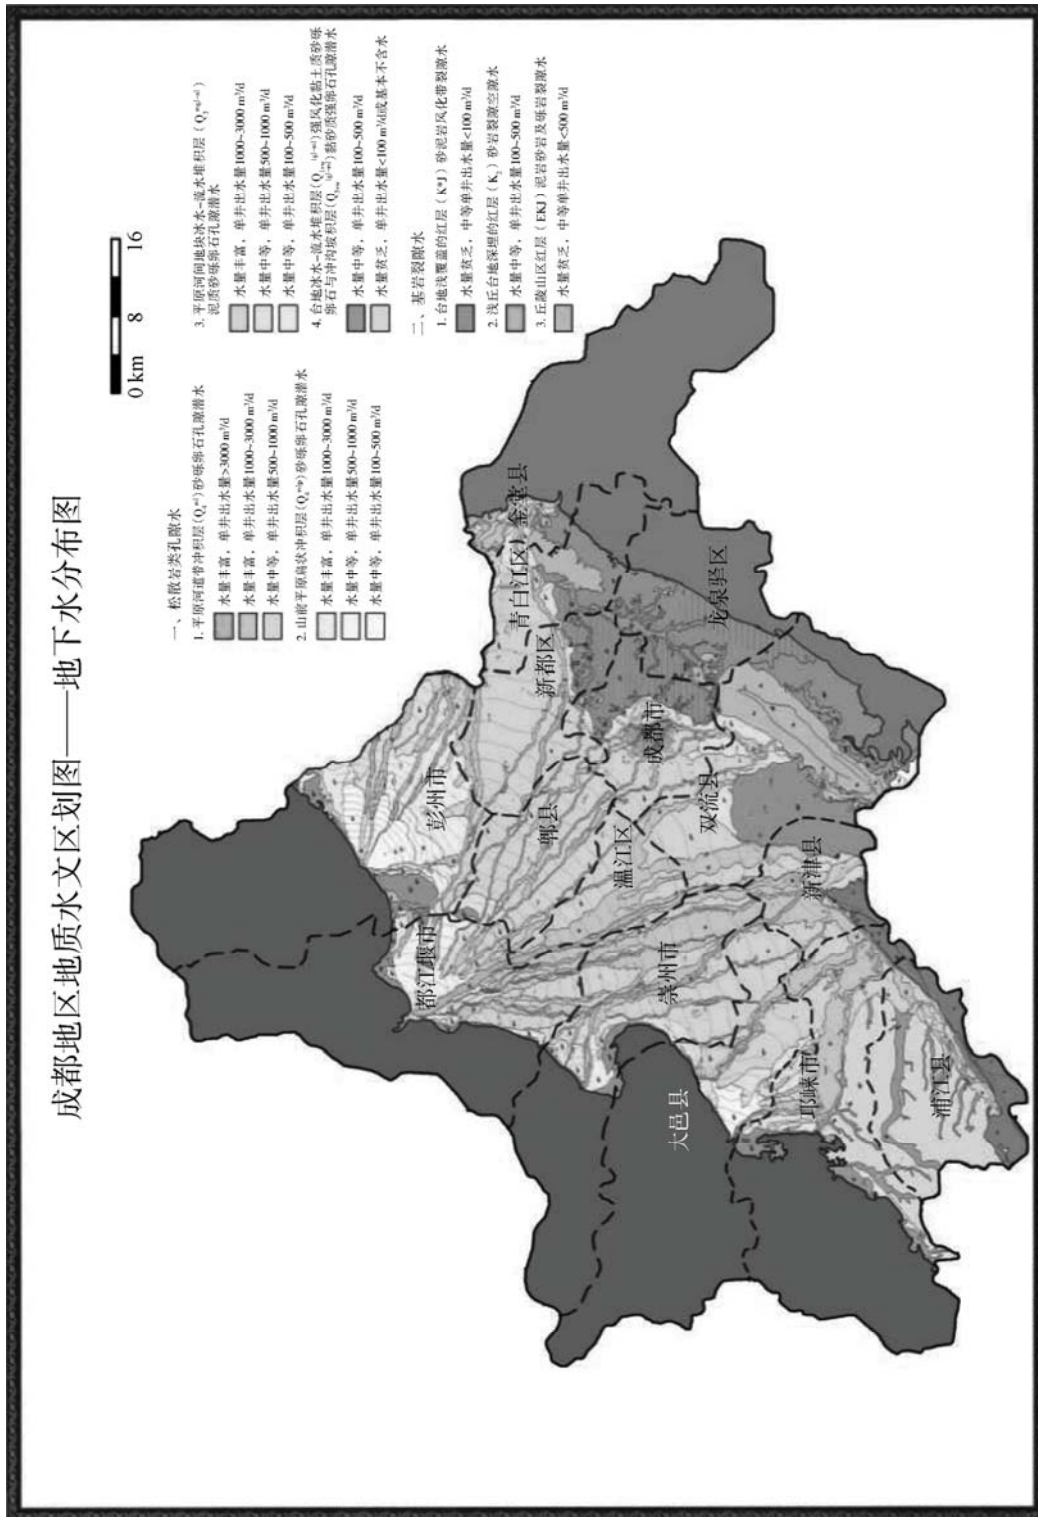 成都地区地质水文区划图——地下水分布图
0 km 8 16
一、松散岩类孔隙水
1. 平原河道带冲积层(Q₄ᵃˡ)砂砾卵石孔隙潜水
水量丰富，单井出水量>3000 m³/d
水量丰富，单井出水量1000~3000 m³/d
水量中等，单井出水量500~1000 m³/d
2. 山前平原扇状冲积层(Q₄ᵃˡᵖ)砂砾卵石孔隙潜水
水量丰富，单井出水量1000~3000 m³/d
水量中等，单井出水量500~1000 m³/d
水量中等，单井出水量100~500 m³/d
3. 平原河间地块冰水-流水堆积层
泥质砂砾卵石孔隙潜水
水量丰富，单井出水量1000~3000 m³/d
水量中等，单井出水量500~1000 m³/d
水量中等，单井出水量100~500 m³/d
4. 台地冰水-流水堆积层强风化黏土质砂砾
卵石与冲沟坡积层黏砂质强卵石孔隙潜水
水量中等，单井出水量100~500 m³/d
水量贫乏，单井出水量<100 m³/d或基本不含水
二、基岩裂隙水
1. 台地浅覆盖的红层（K*J）砂泥岩风化带裂隙水
水量贫乏，中等单井出水量<100 m³/d
2. 浅丘台地深埋的红层（K₂）砂岩裂隙空隙水
水量中等，单井出水量100~500 m³/d
3. 丘陵山区红层（EKJ）泥岩砂岩及砾岩裂隙水
水量贫乏，中等单井出水量<500 m³/d
彭州市
都江堰市
郫县
新都区
青白江区
金堂县
温江区
成都市
龙泉驿区
崇州市
双流县
大邑县
新津县
邛崃市
浦江县